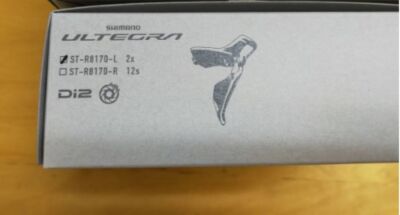 SHIMANO
ULTEGRA
ST-R8170-L 2x
ST-R8170-R 12s
Di2